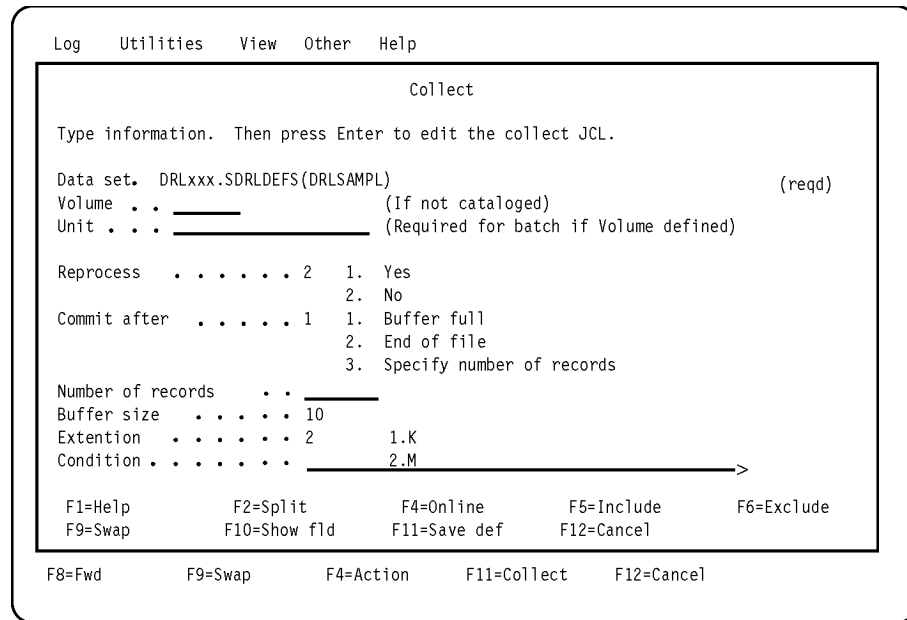 Log Utilities View Other Help
Collect
Type information. Then press Enter to edit the collect JCL.
Data set. DRLxxx.SDRLDEFS(DRLSAMPL) (reqd)
Volume . . ______ (If not cataloged)
Unit . . . __________________ (Required for batch if Volume defined)
Reprocess . . . . . . 2 1. Yes
2. No
Commit after . . . . . 1 1. Buffer full
2. End of file
3. Specify number of records
Number of records . . _______
Buffer size . . . . . 10
Extention . . . . . . 2 1.K
Condition . . . . . . . ________ 2.M ____________________________>
F1=Help F2=Split F4=Online F5=Include F6=Exclude
F9=Swap F10=Show fld F11=Save def F12=Cancel
F8=Fwd F9=Swap F4=Action F11=Collect F12=Cancel